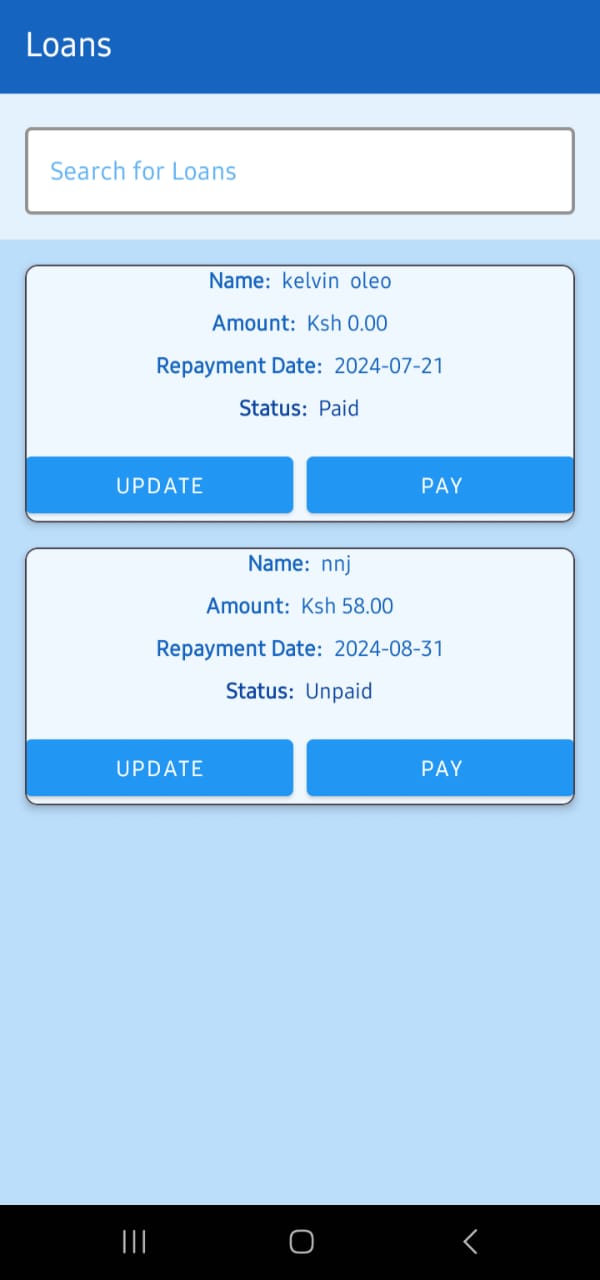 Loans
Search for Loans
Name: kelvin oleo
Amount: Ksh 0.00
Repayment Date: 2024-07-21
Status: Paid
UPDATE PAY
Name: nnj
Amount: Ksh 58.00
Repayment Date: 2024-08-31
Status: Unpaid
UPDATE PAY